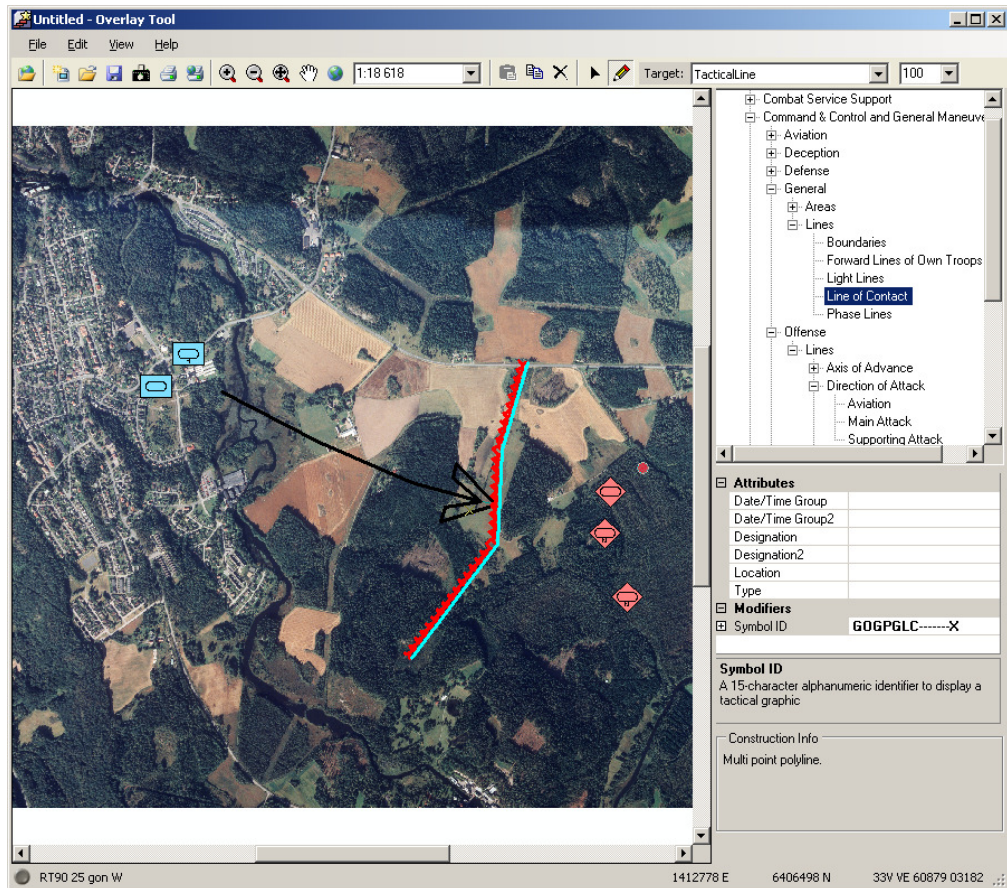 Untitled - Overlay Tool
File Edit View Help
1:18 618 Target: TacticalLine 100
Combat Service Support
Command & Control and General Maneuve
Aviation
Deception
Defense
General
Areas
Lines
Boundaries
Forward Lines of Own Troops
Light Lines
Line of Contact
Phase Lines
Offense
Lines
Axis of Advance
Direction of Attack
Aviation
Main Attack
Supporting Attack
Attributes
Date/Time Group
Date/Time Group2
Designation
Designation2
Location
Type
Modifiers
Symbol ID GOGPGLC-------X
Symbol ID
A 15-character alphanumeric identifier to display a
tactical graphic
Construction Info
Multi point polyline.
RT90 25 gon W 1412778 E 6406498 N 33V VE 60879 03182